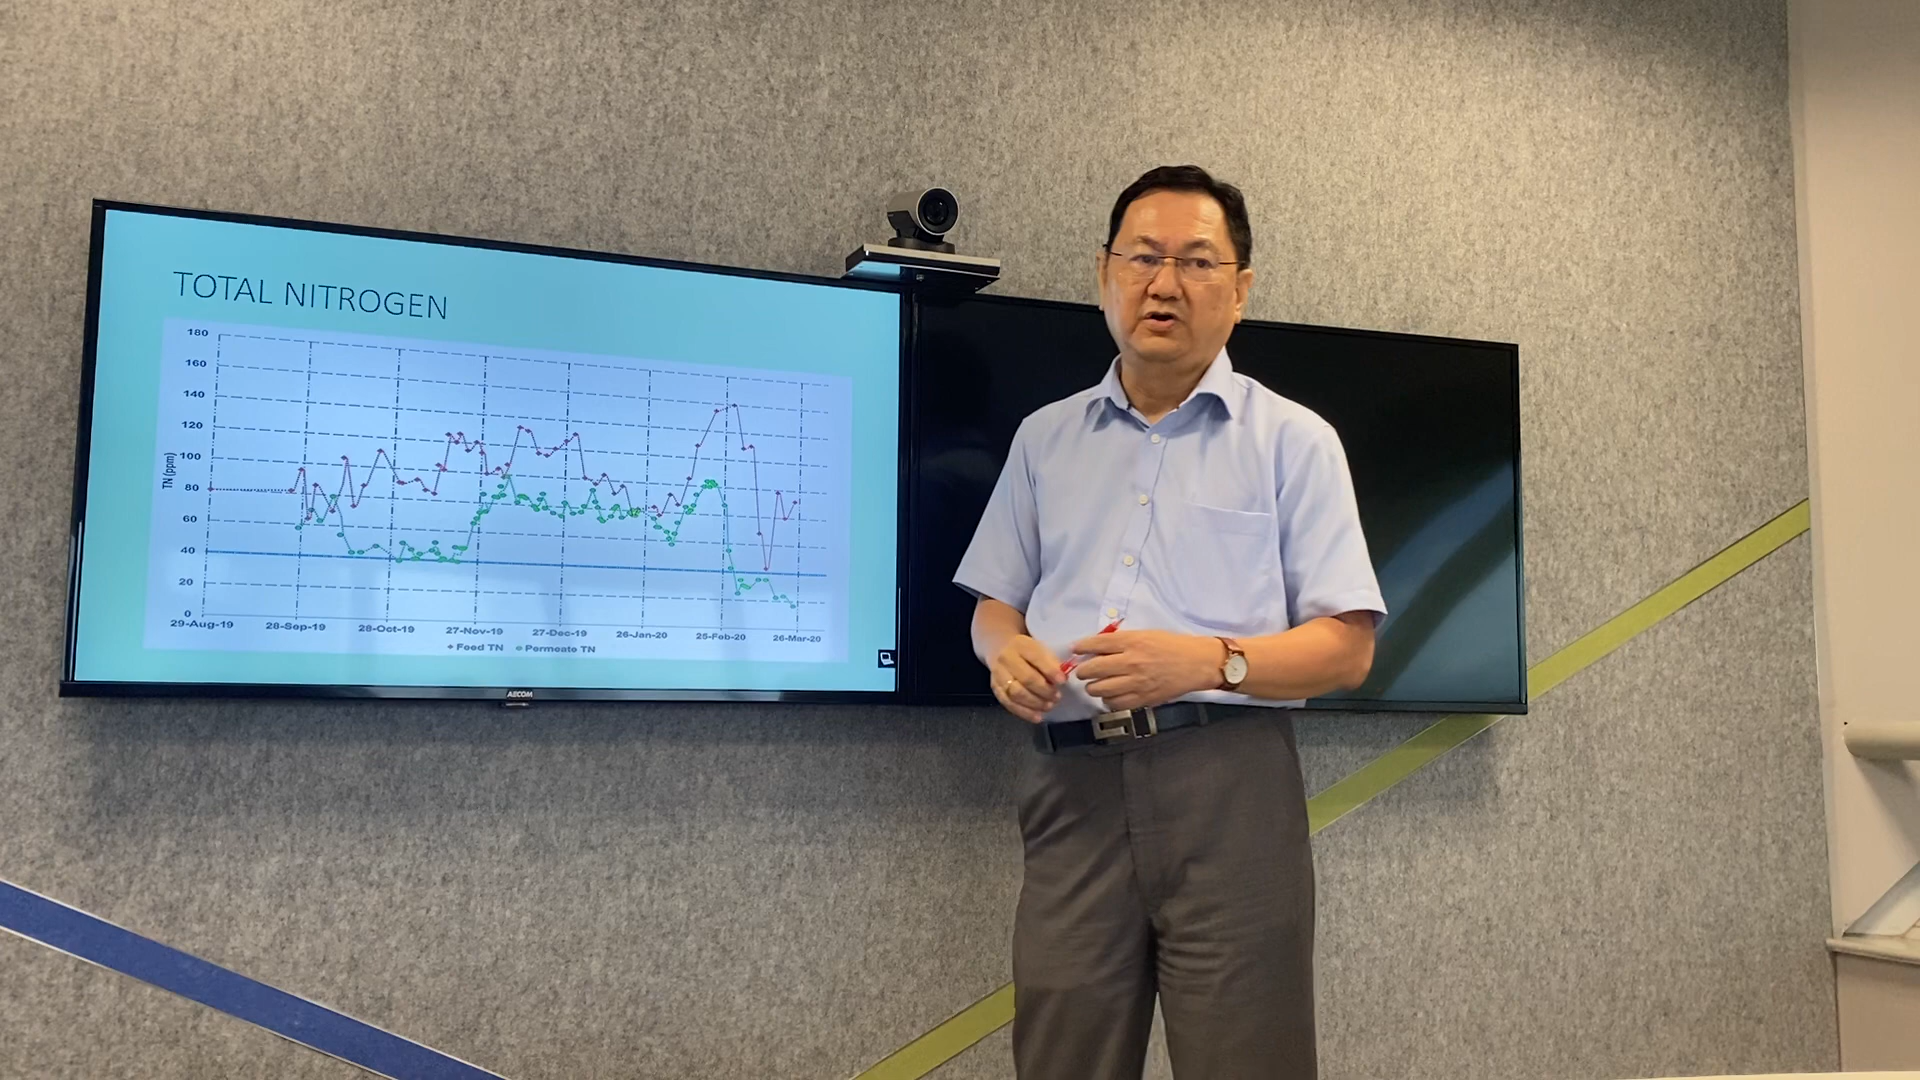 TOTAL NITROGEN
180
160
140
120
100
80
60
40
20
0
TN (ppm)
29-Aug-19 28-Sep-19 28-Oct-19 27-Nov-19 27-Dec-19 26-Jan-20 25-Feb-20 26-Mar-20
Feed TN Permeate TN
AECOM